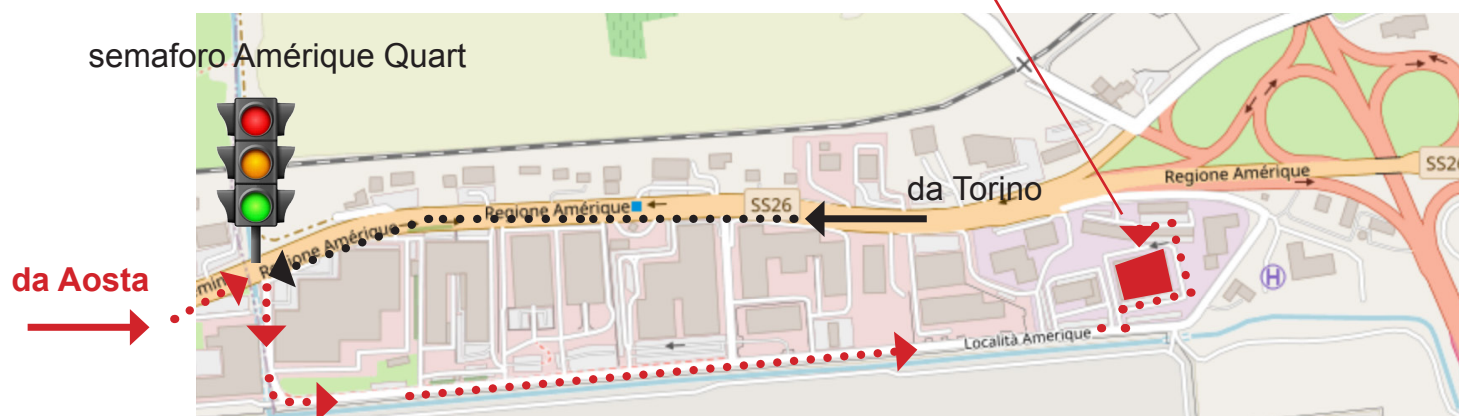 semaforo Amérique Quart
SS26
Regione Amérique
da Torino
Regione Amérique
SS26
Regione Amérique
da Aosta
H
Località Amérique